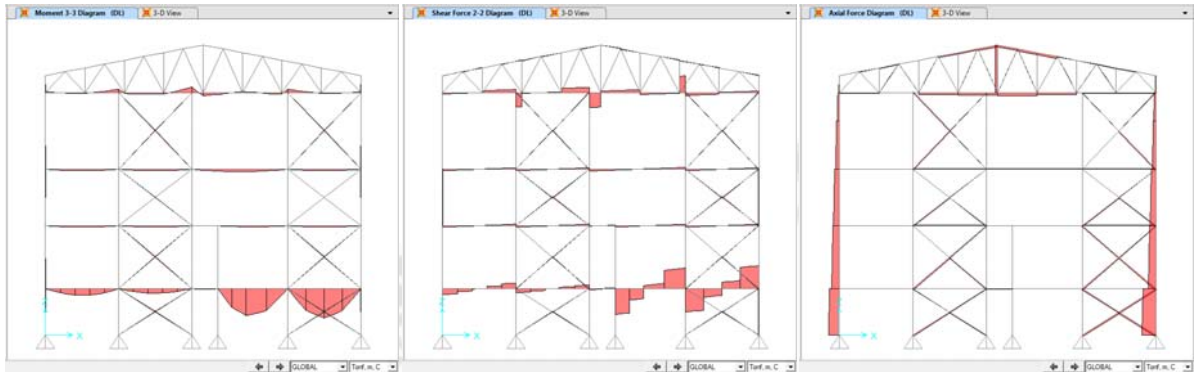 Moment 3-3 Diagram (DL) 3-D View
X
GLOBAL Tonf, m, C
Shear Force 2-2 Diagram (DL) 3-D View
X
GLOBAL Tonf, m, C
Axial Force Diagram (DL) 3-D View
X
GLOBAL Tonf, m, C